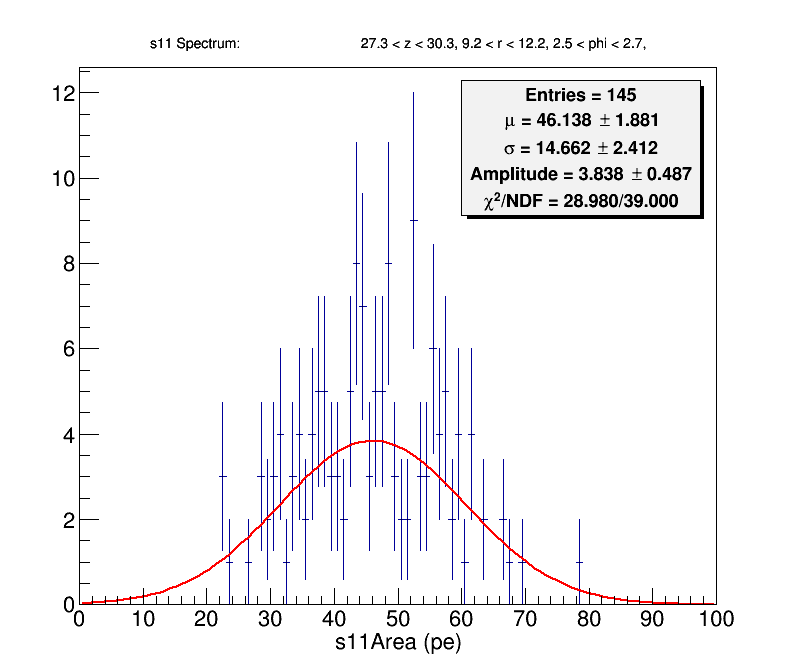 s11 Spectrum: 27.3 < z < 30.3, 9.2 < r < 12.2, 2.5 < phi < 2.7,
Entries = 145
μ = 46.138 ± 1.881
σ = 14.662 ± 2.412
Amplitude = 3.838 ± 0.487
χ²/NDF = 28.980/39.000
12
10
8
6
4
2
0
0 10 20 30 40 50 60 70 80 90 100
s11Area (pe)